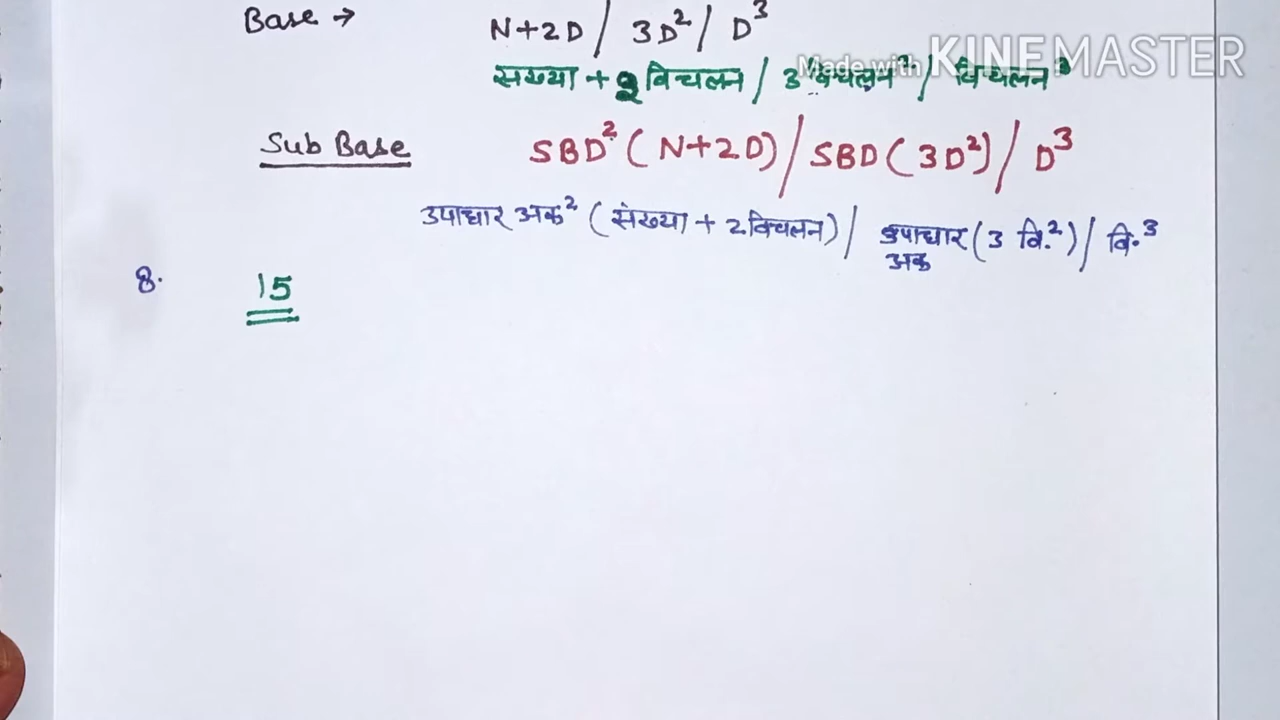 Base → N+2D / 3D² / D³
Made with KINEMASTER
संख्या + 2 विचलन / 3 विचलन² / विचलन³
Sub Base SBD² (N+2D) / SBD (3D²) / D³
उपाधार अंक² (संख्या + 2 विचलन) / उपाधार (3 वि.²) / वि.³
अंक
8. 15